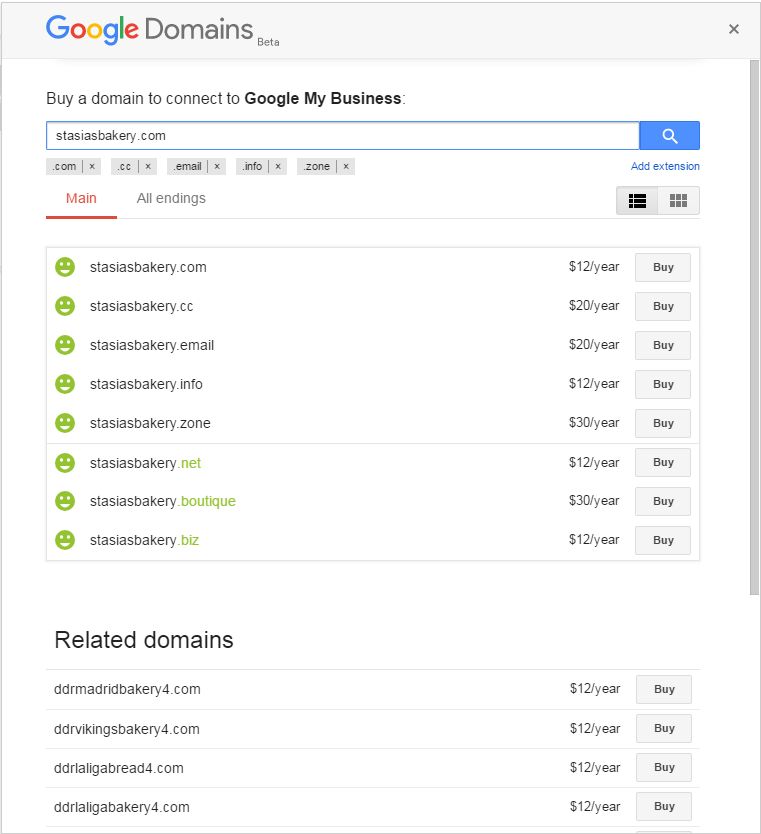 Google Domains Beta
×
Buy a domain to connect to Google My Business:
stasiasbakery.com
.com × .cc × .email × .info × .zone × Add extension
Main All endings
stasiasbakery.com $12/year Buy
stasiasbakery.cc $20/year Buy
stasiasbakery.email $20/year Buy
stasiasbakery.info $12/year Buy
stasiasbakery.zone $30/year Buy
stasiasbakery.net $12/year Buy
stasiasbakery.boutique $30/year Buy
stasiasbakery.biz $12/year Buy
Related domains
ddrmadridbakery4.com $12/year Buy
ddrvikingsbakery4.com $12/year Buy
ddrlaligabread4.com $12/year Buy
ddrlaligabakery4.com $12/year Buy